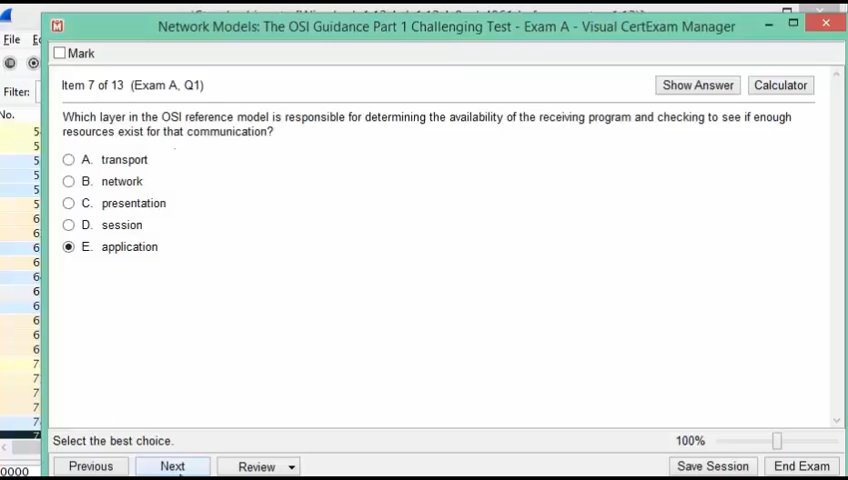 Network Models: The OSI Guidance Part 1 Challenging Test - Exam A - Visual CertExam Manager
File
Mark
Item 7 of 13 (Exam A, Q1)
Show Answer
Calculator
Filter:
No.
Which layer in the OSI reference model is responsible for determining the availability of the receiving program and checking to see if enough
resources exist for that communication?
A. transport
B. network
C. presentation
D. session
E. application
Select the best choice.
100%
Previous
Next
Review
Save Session
End Exam
0000